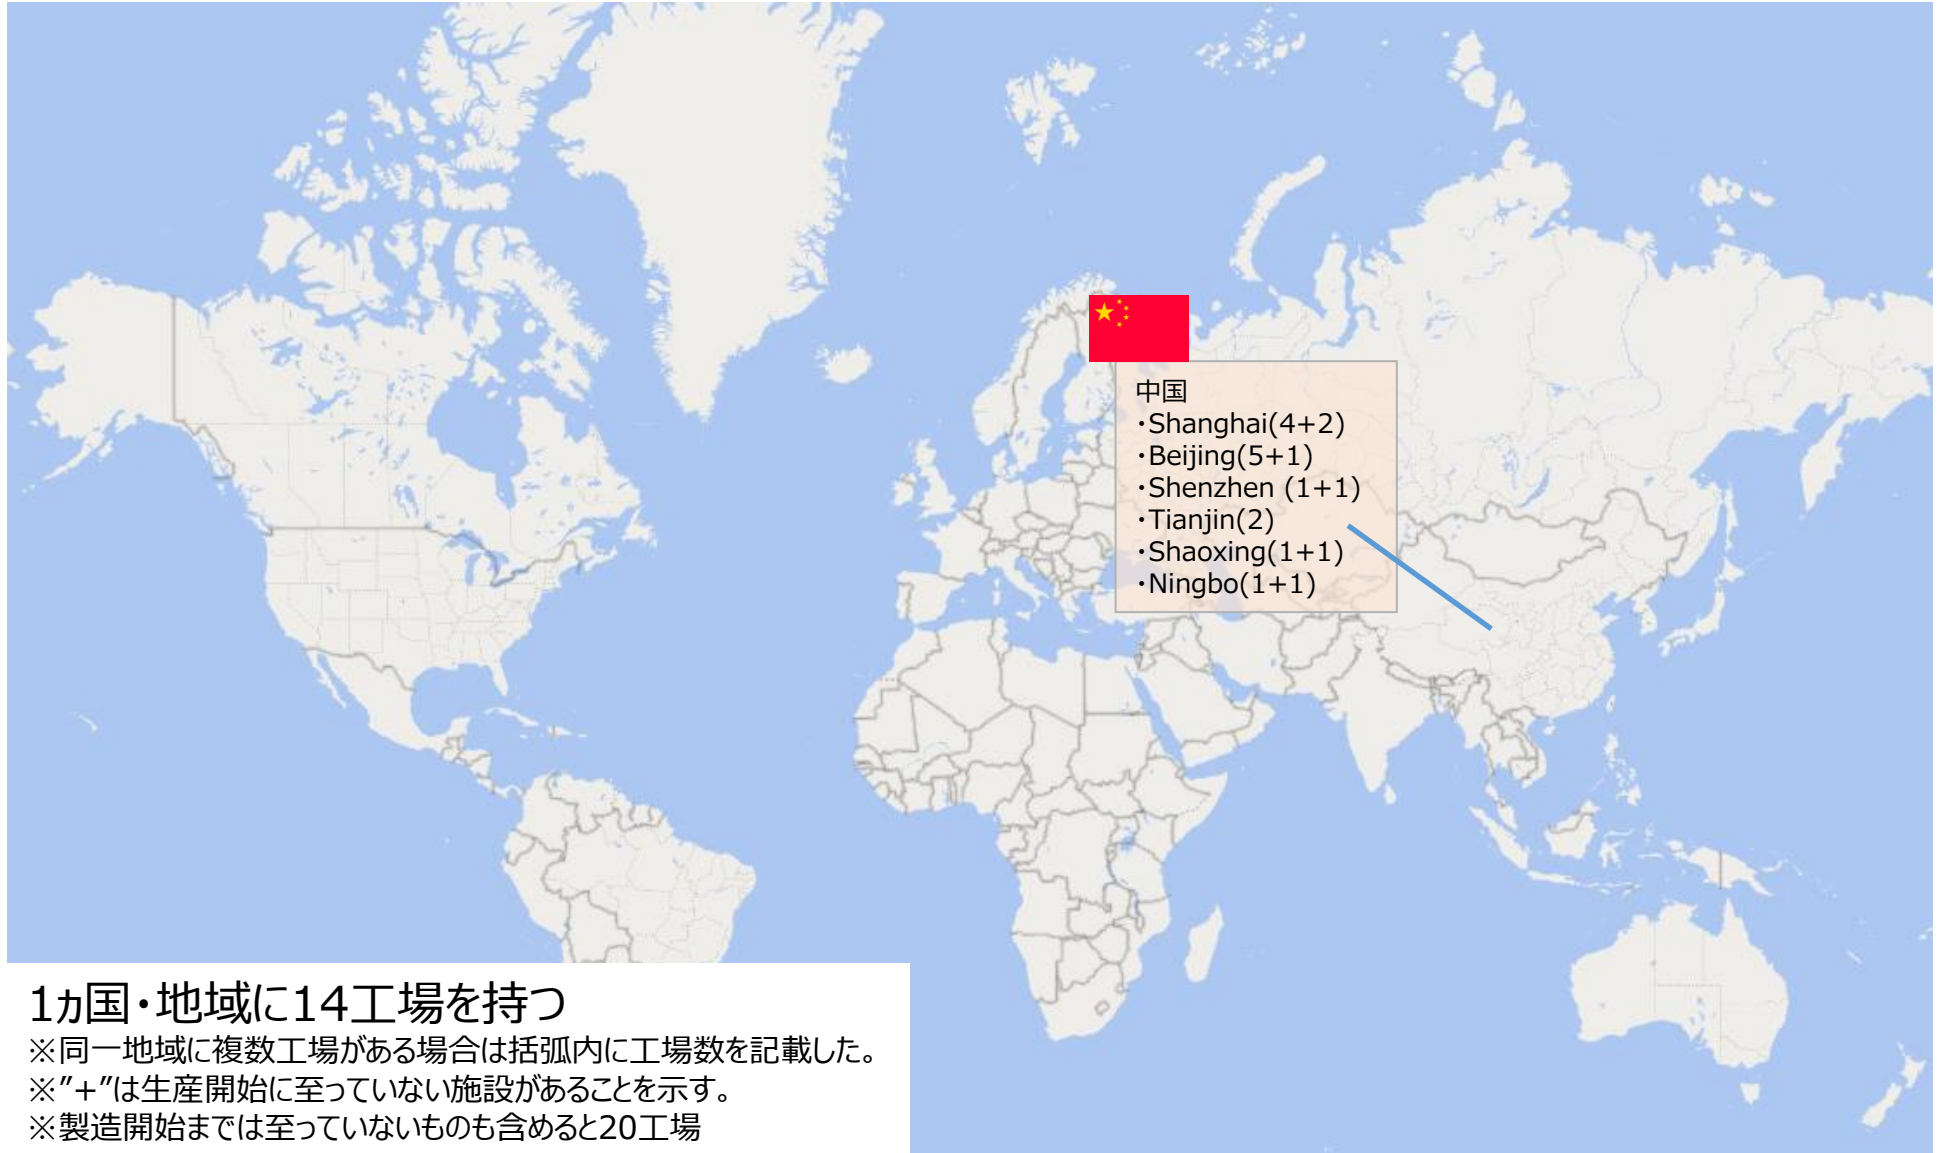 中国
・Shanghai(4+2)
・Beijing(5+1)
・Shenzhen (1+1)
・Tianjin(2)
・Shaoxing(1+1)
・Ningbo(1+1)
1ヵ国・地域に14工場を持つ
※同一地域に複数工場がある場合は括弧内に工場数を記載した。
※”+”は生産開始に至っていない施設があることを示す。
※製造開始までは至っていないものも含めると20工場